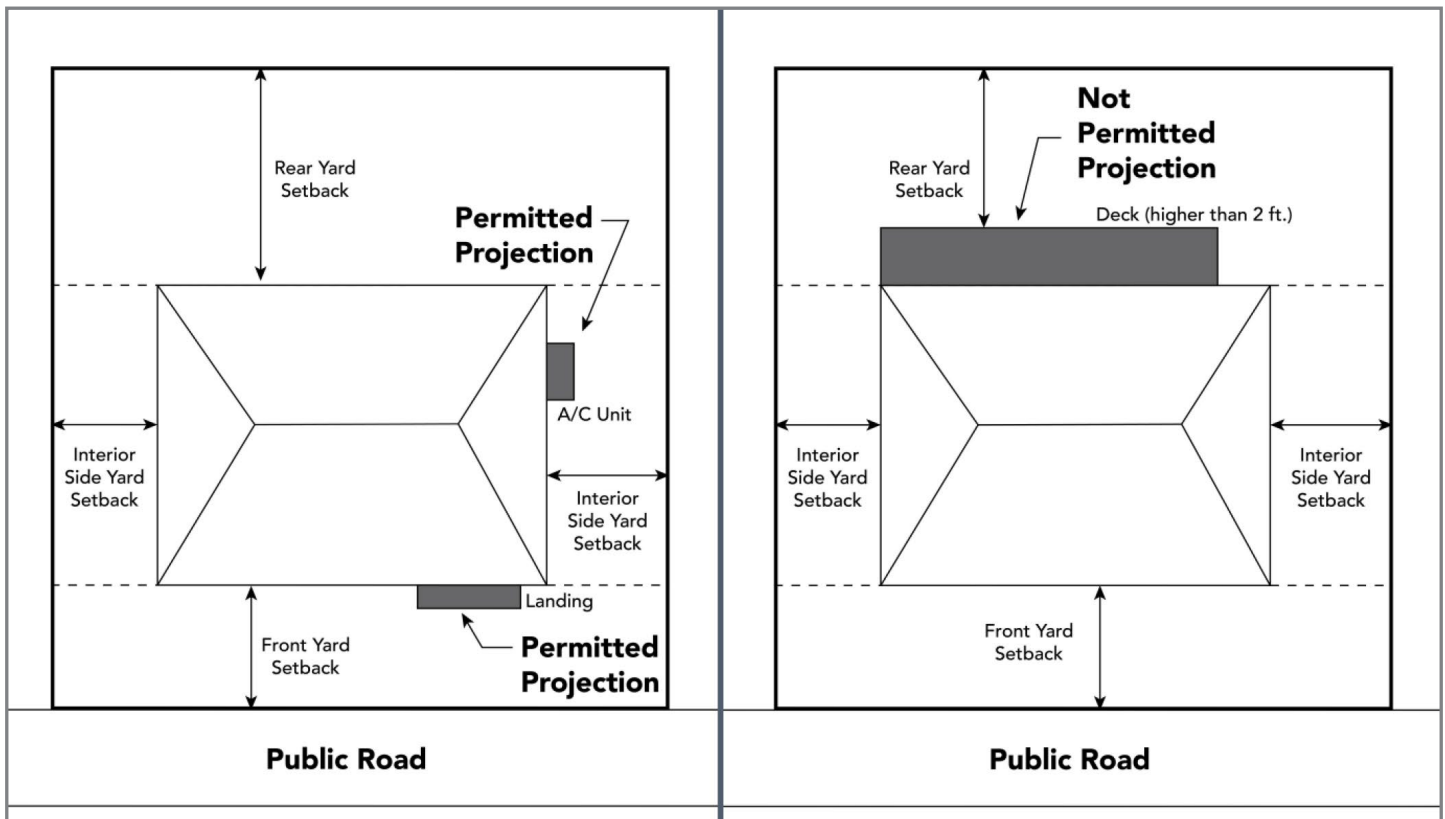 Rear Yard
Setback
Permitted
Projection
A/C Unit
Interior
Side Yard
Setback
Interior
Side Yard
Setback
Landing
Front Yard
Setback
Permitted
Projection
Public Road
Not
Permitted
Projection
Rear Yard
Setback
Deck (higher than 2 ft.)
Interior
Side Yard
Setback
Interior
Side Yard
Setback
Front Yard
Setback
Public Road